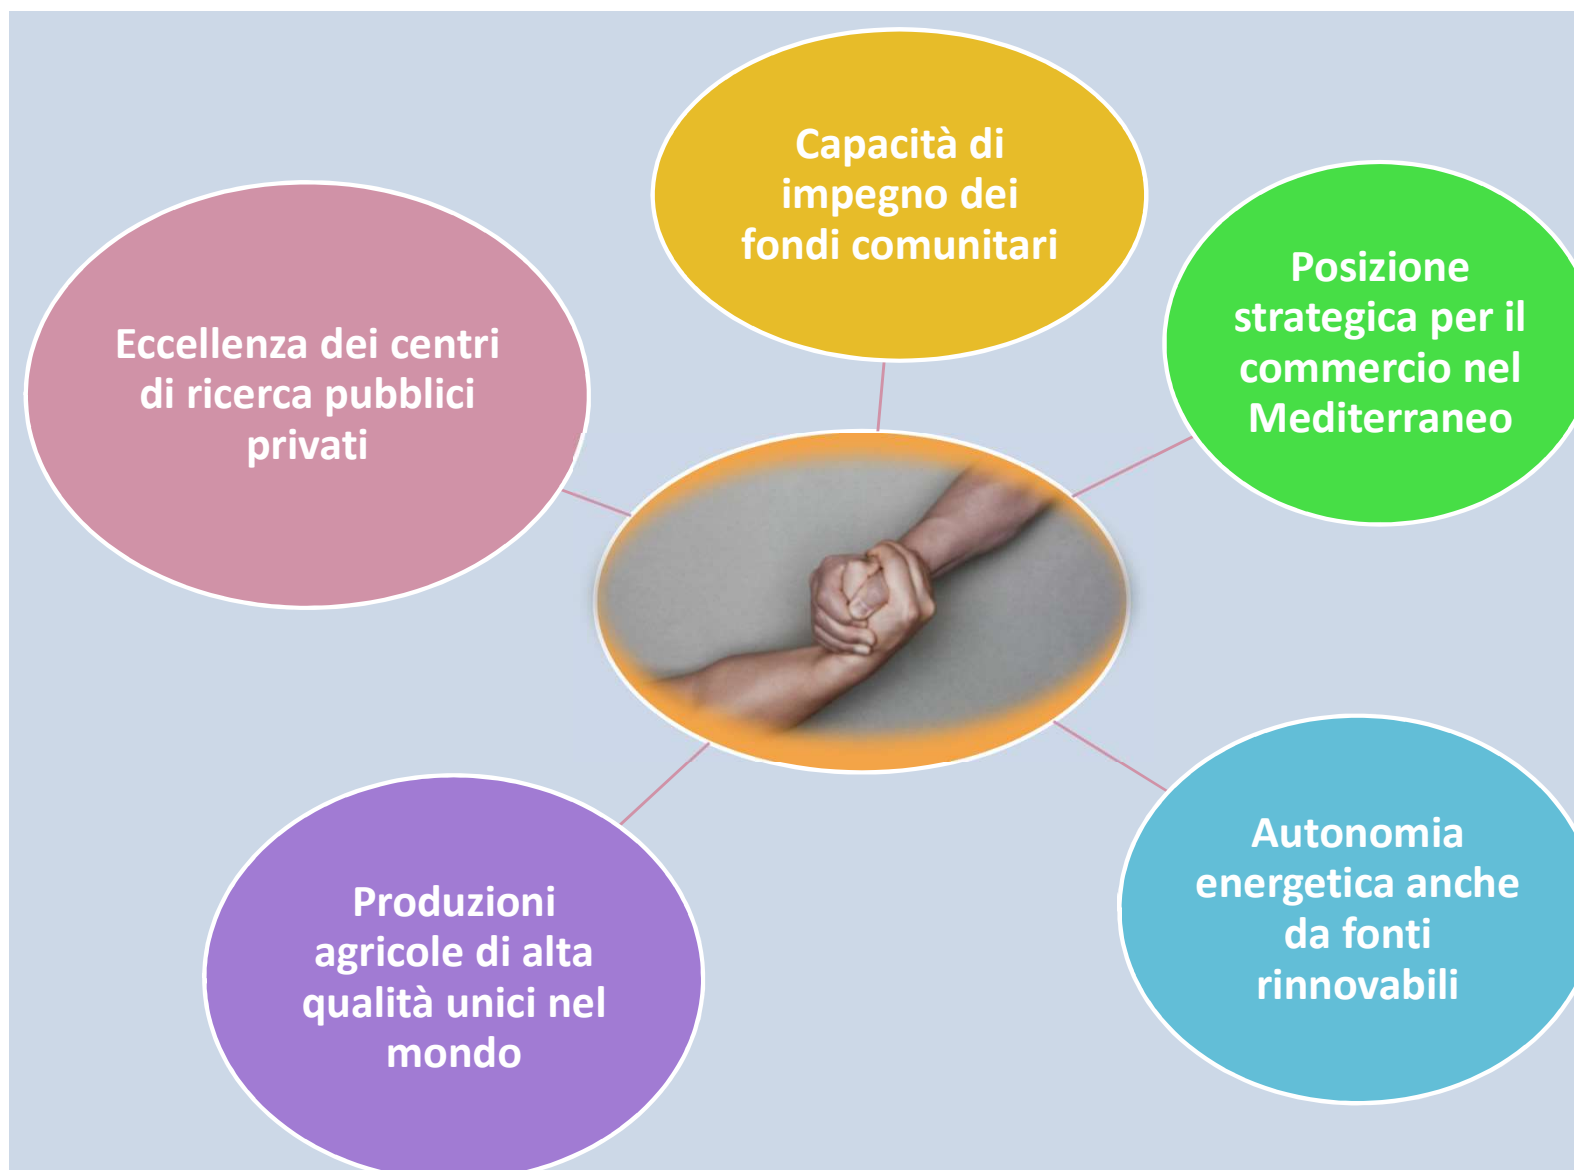 Capacità di
impegno dei
fondi comunitari
Posizione
strategica per il
commercio nel
Mediterraneo
Eccellenza dei centri
di ricerca pubblici
privati
Autonomia
energetica anche
da fonti
rinnovabili
Produzioni
agricole di alta
qualità unici nel
mondo